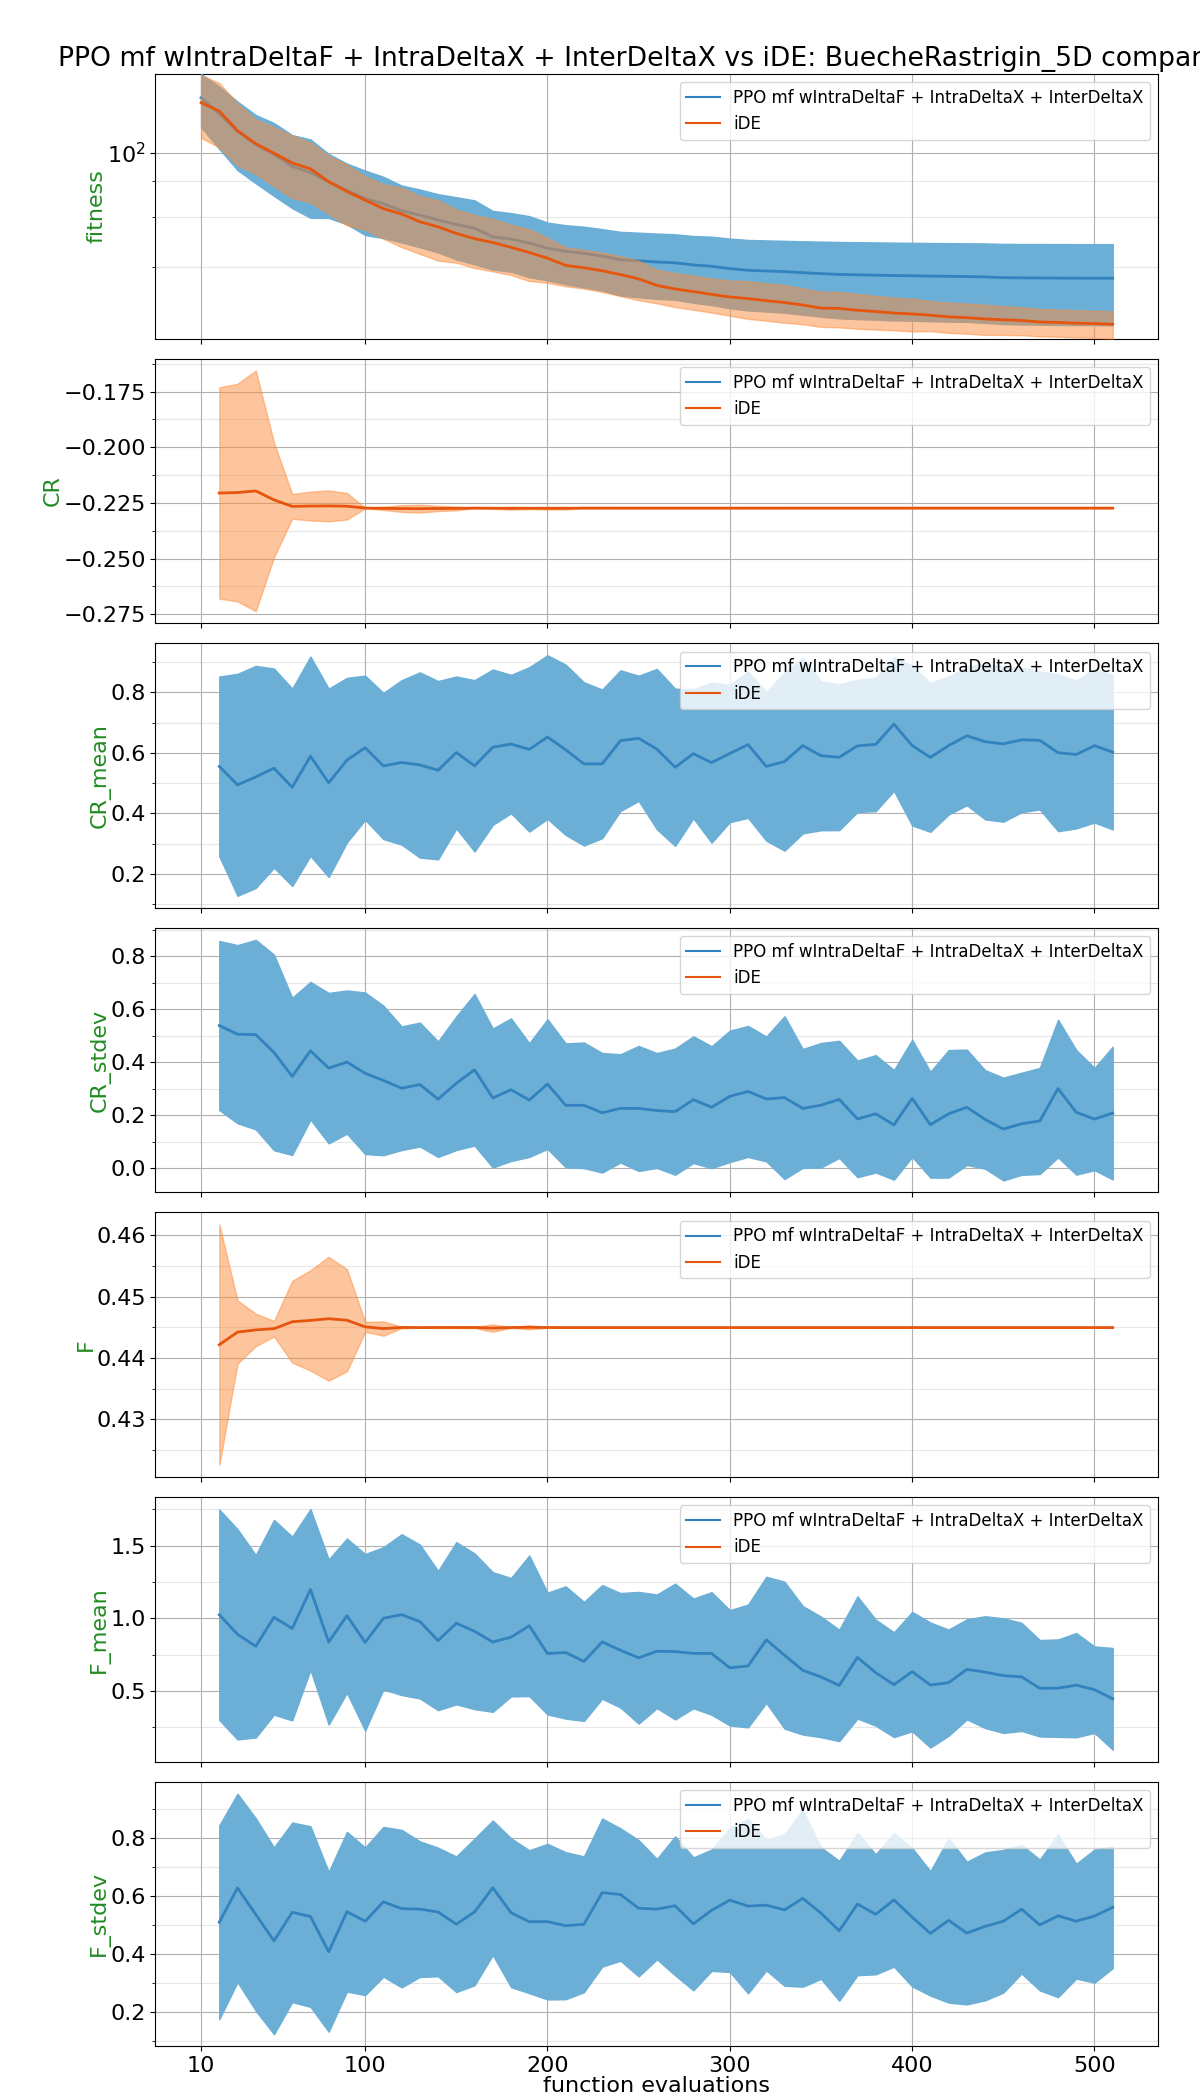 PPO mf wIntraDeltaF + IntraDeltaX + InterDeltaX vs iDE: BuecheRastrigin_5D compar
PPO mf wIntraDeltaF + IntraDeltaX + InterDeltaX
iDE
10²
fitness
PPO mf wIntraDeltaF + IntraDeltaX + InterDeltaX
iDE
−0.175
−0.200
−0.225
−0.250
−0.275
CR
PPO mf wIntraDeltaF + IntraDeltaX + InterDeltaX
iDE
0.8
0.6
0.4
0.2
CR_mean
PPO mf wIntraDeltaF + IntraDeltaX + InterDeltaX
iDE
0.8
0.6
0.4
0.2
0.0
CR_stdev
PPO mf wIntraDeltaF + IntraDeltaX + InterDeltaX
iDE
0.46
0.45
0.44
0.43
F
PPO mf wIntraDeltaF + IntraDeltaX + InterDeltaX
iDE
1.5
1.0
0.5
F_mean
PPO mf wIntraDeltaF + IntraDeltaX + InterDeltaX
iDE
0.8
0.6
0.4
0.2
F_stdev
10 100 200 300 400 500
function evaluations